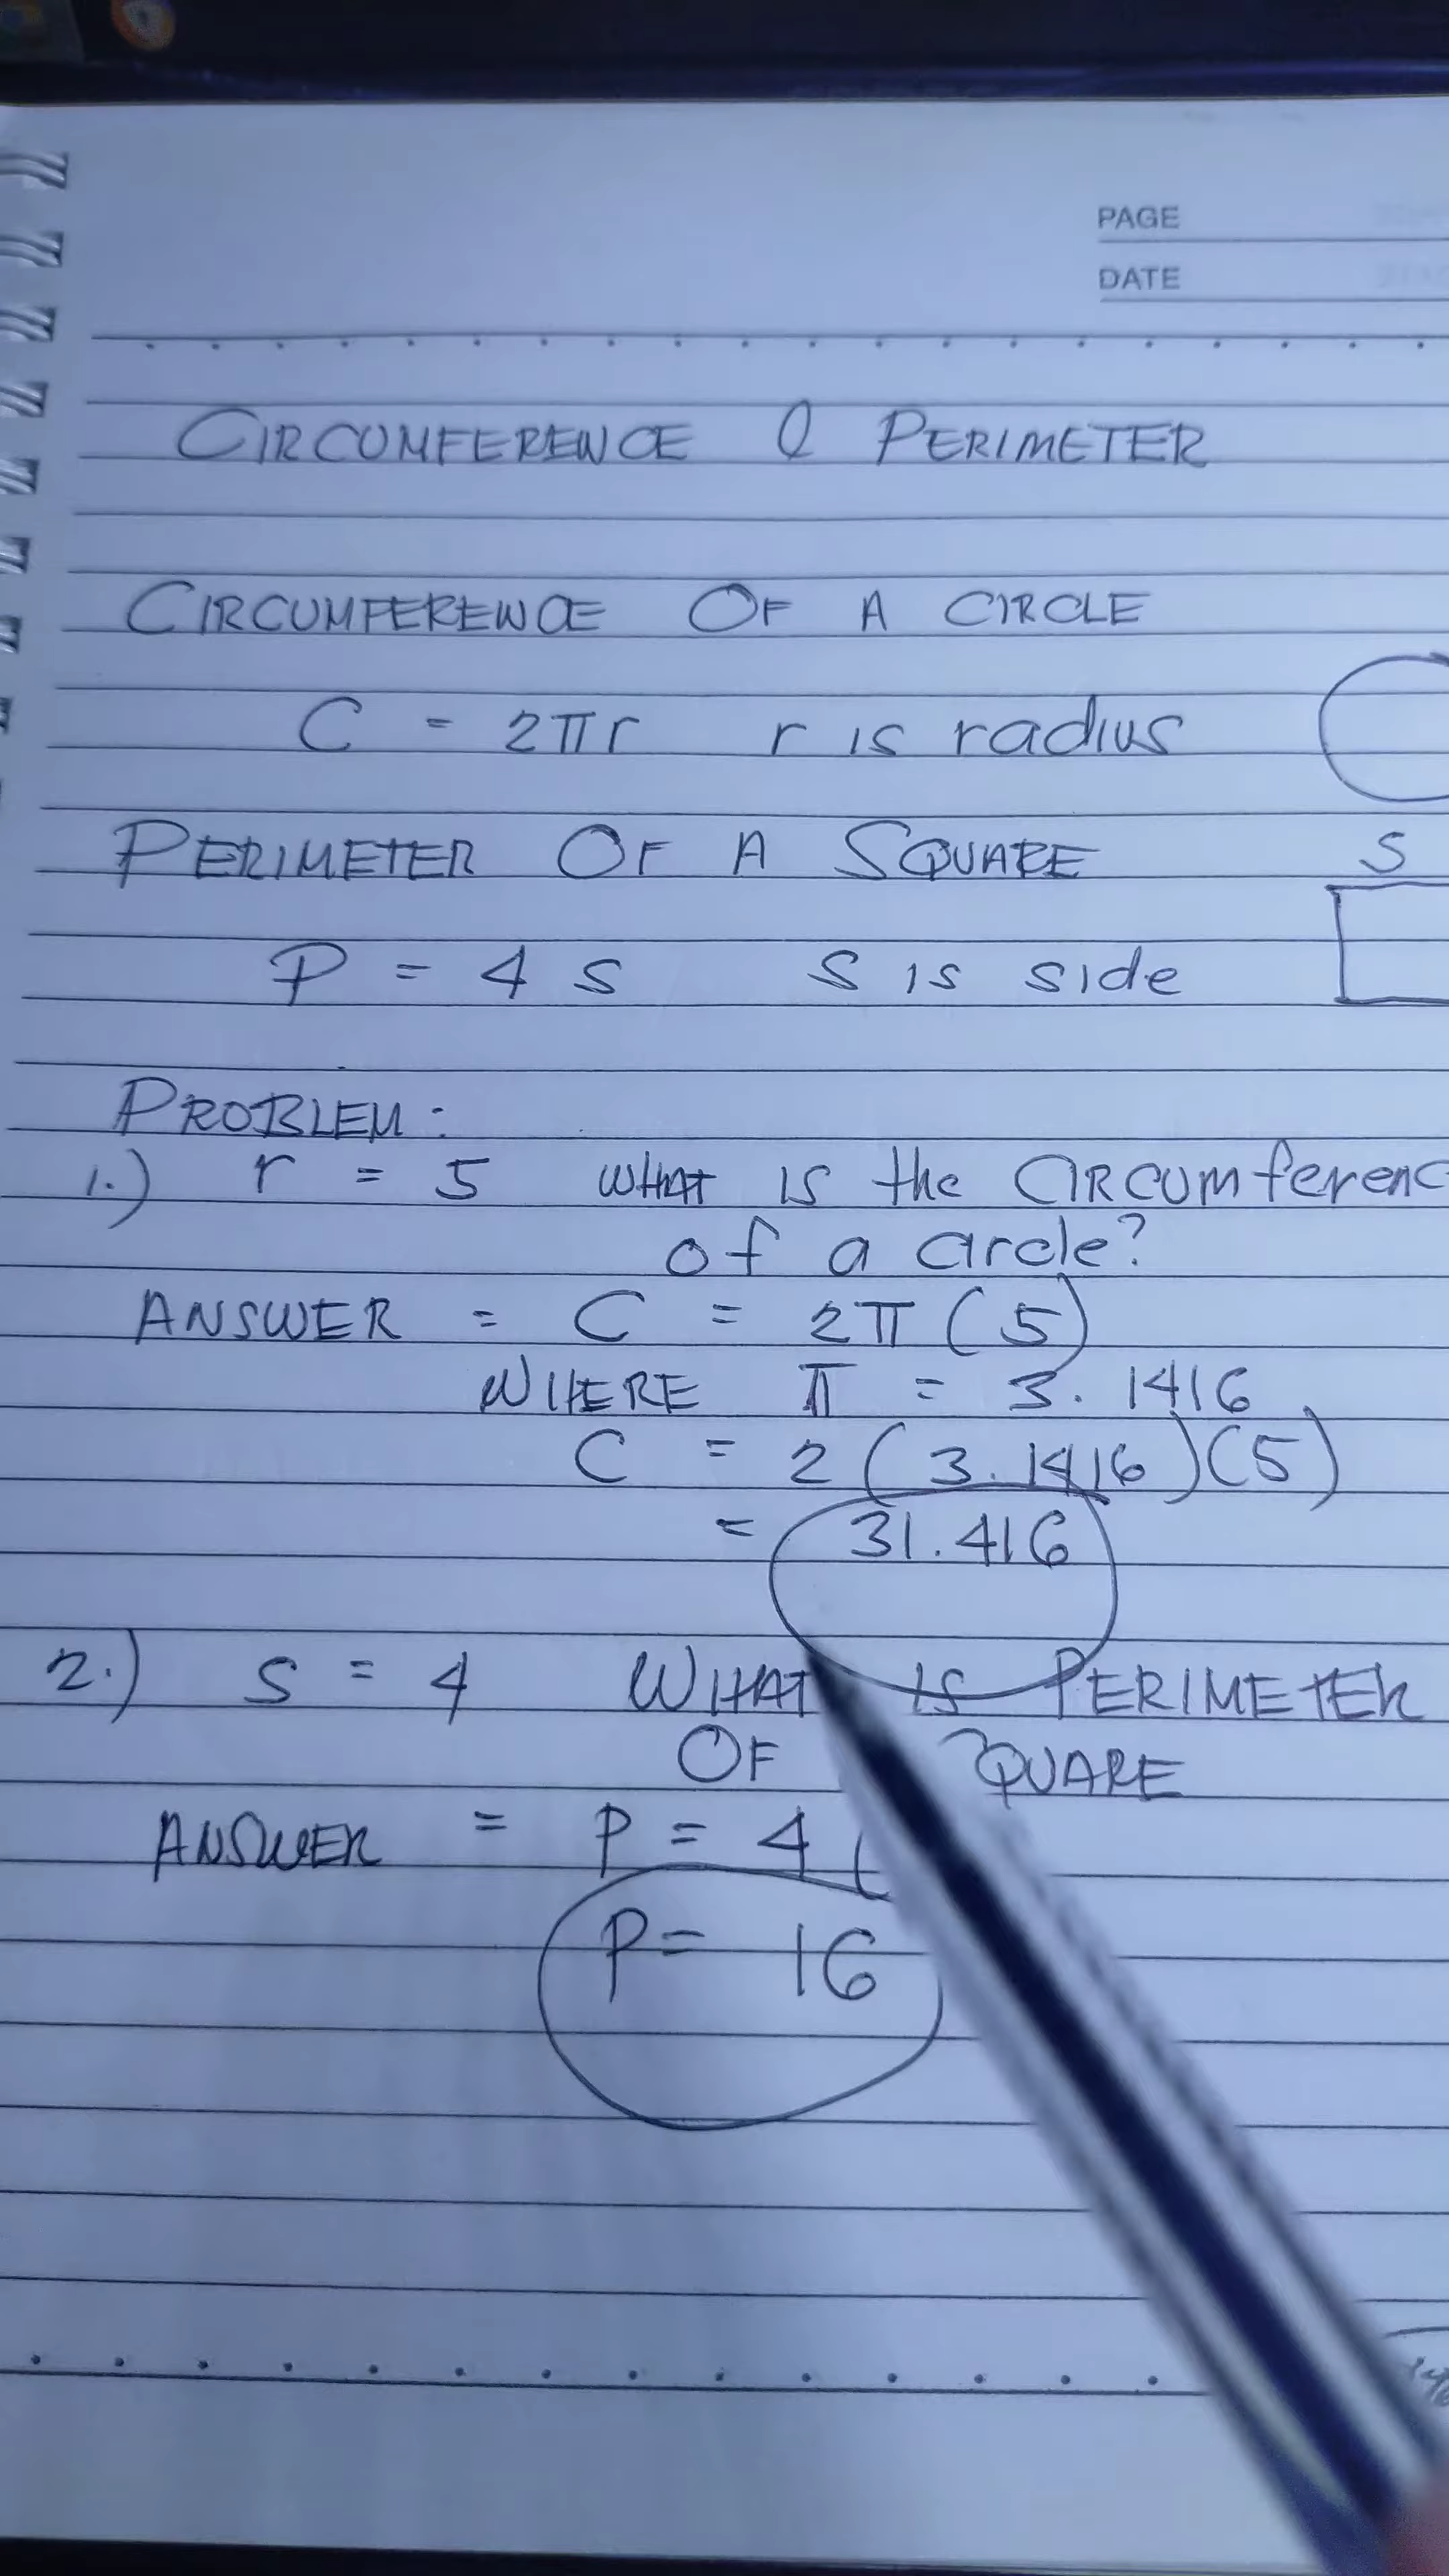 PAGE
DATE
CIRCUMFERENCE & PERIMETER
CIRCUMFERENCE OF A CIRCLE
C = 2πr r is radius
PERIMETER OF A SQUARE
S
P = 4 s s is side
PROBLEM:
1.) r = 5 WHAT IS the CIRCUMferenc
of a circle?
ANSWER = C = 2π (5)
WHERE π = 3.1416
C = 2 (3.1416)(5)
= 31.416
2.) s = 4 WHAT IS PERIMETER
OF SQUARE
ANSWER = P = 4 (
P = 16